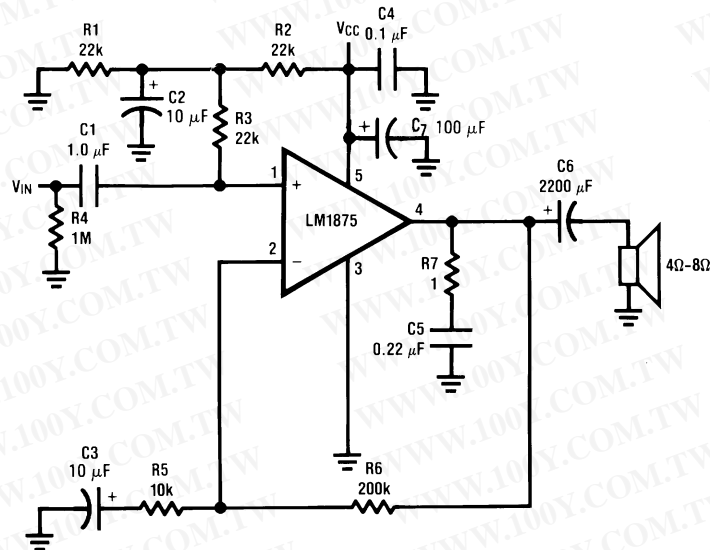 R1
22k
R2
22k
VCC
C4
0.1 μF
C2
10 μF
R3
22k
C7 100 μF
C1
1.0 μF
VIN
R4
1M
1
+
5
LM1875
4
2
−
3
C6
2200 μF
+
4Ω-8Ω
R7
1
C5
0.22 μF
C3
10 μF
+
R5
10k
R6
200k
+
+
WWW.100Y.COM.TW